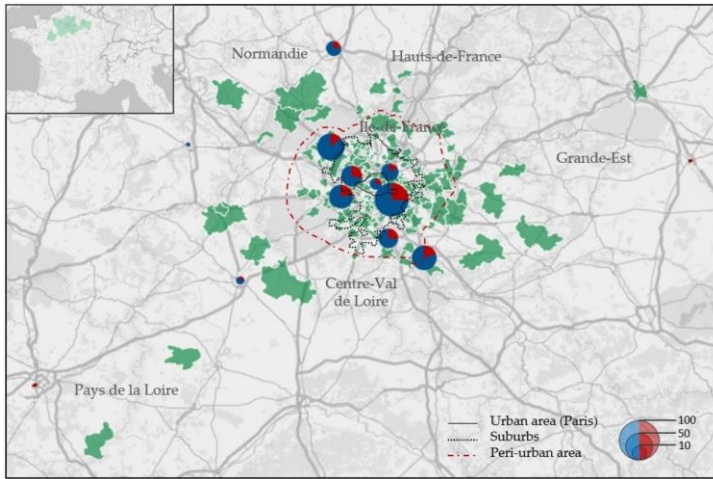 Normandie
Hauts-de-France
Ile-de-France
Grande-Est
Centre-Val
de Loire
Pays de la Loire
Urban area (Paris)
Suburbs
Peri-urban area
100
50
10